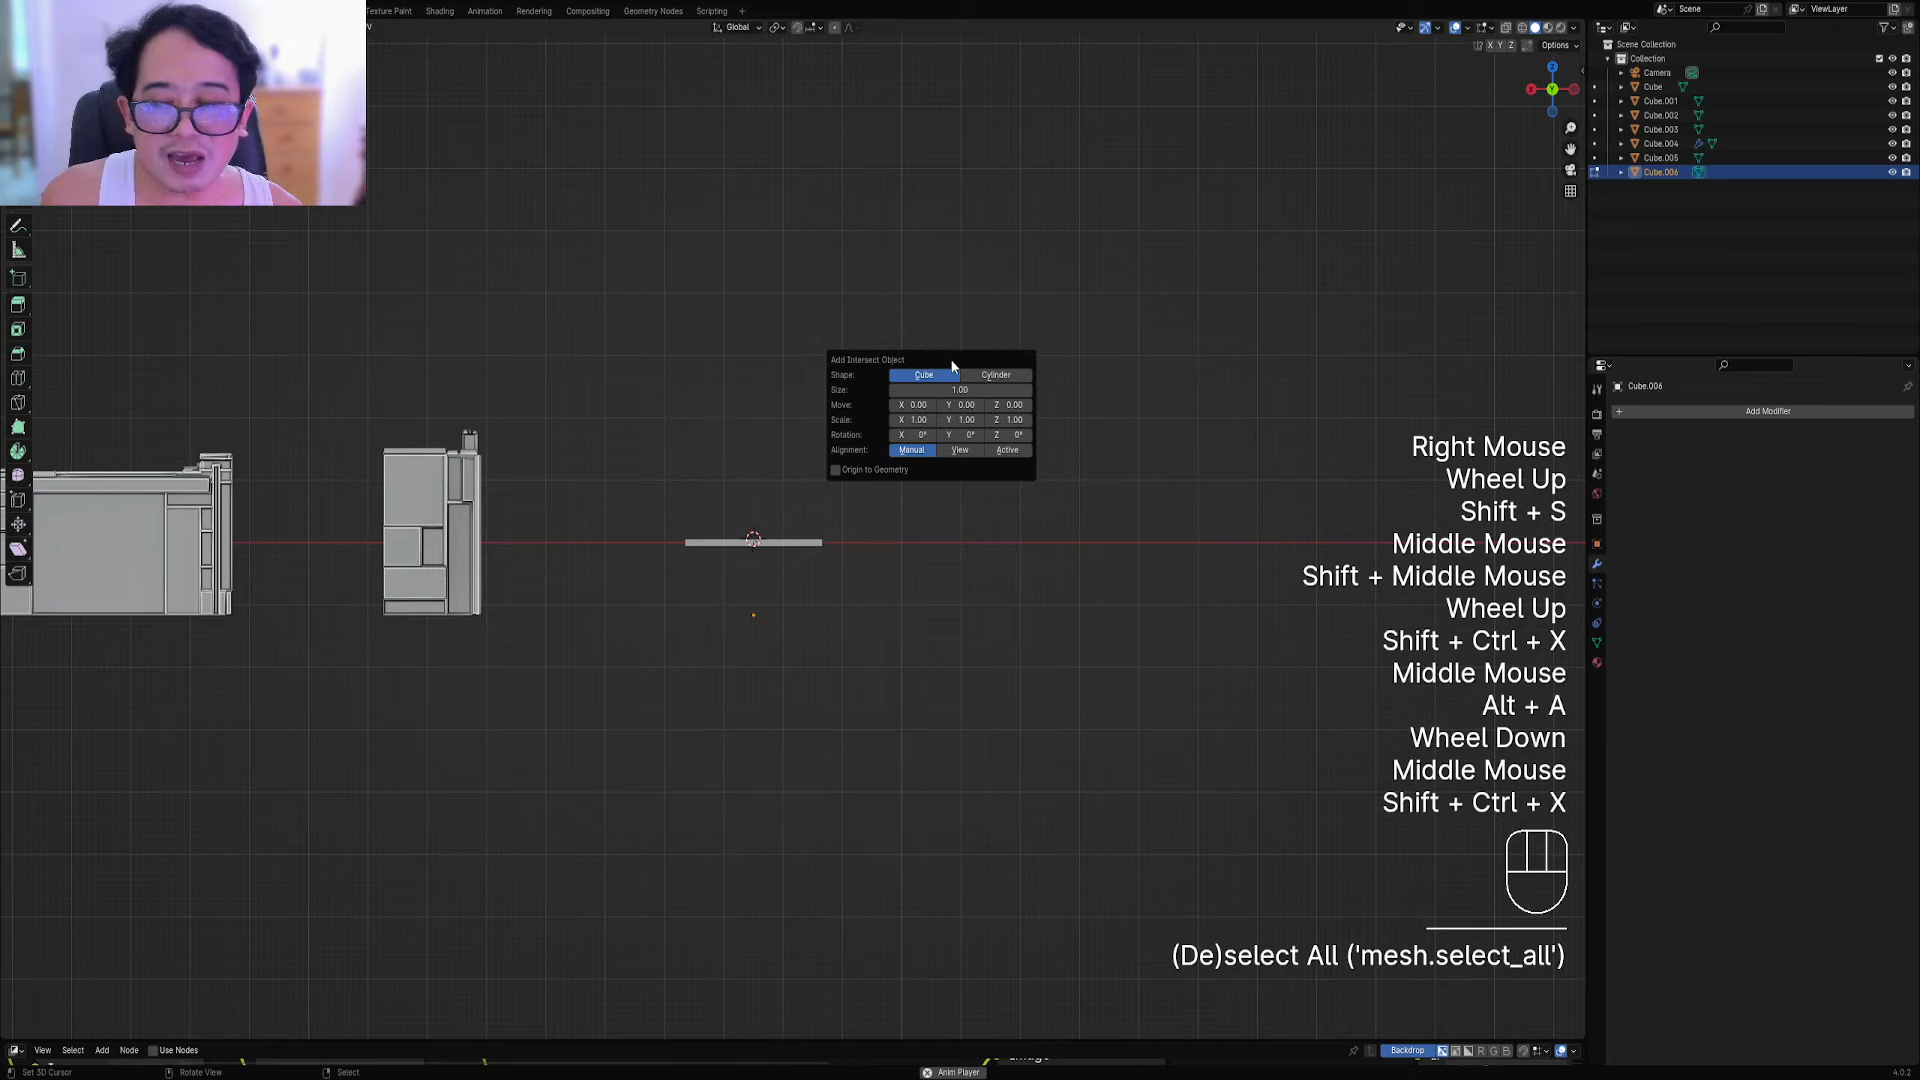 Texture Paint Shading Animation Rendering Compositing Geometry Nodes Scripting +
Scene
ViewLayer
Global
X Y Z
Options
Z
X
Y
Scene Collection
Collection
Camera
Cube
Cube.001
Cube.002
Cube.003
Cube.004
Cube.005
Cube.006
Cube.006
+ Add Modifier
Add Intersect Object
Shape: Cube Cylinder
Size: 1.00
Move: X 0.00 Y 0.00 Z 0.00
Scale: X 1.00 Y 1.00 Z 1.00
Rotation: X 0° Y 0° Z 0°
Alignment: Manual View Active
Origin to Geometry
Right Mouse
Wheel Up
Shift + S
Middle Mouse
Shift + Middle Mouse
Wheel Up
Shift + Ctrl + X
Middle Mouse
Alt + A
Wheel Down
Middle Mouse
Shift + Ctrl + X
(De)select All ('mesh.select_all')
View Select Add Node Use Nodes
Backdrop R G B
Set 3D Cursor Rotate View Select
Anim Player
4.0.2